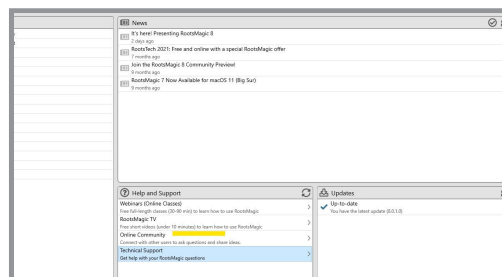 News
It's here! Presenting RootsMagic 8
2 days ago
RootsTech 2021: Free and online with a special RootsMagic offer
7 months ago
Join the RootsMagic 8 Community Preview!
9 months ago
RootsMagic 7 Now Available for macOS 11 (Big Sur)
9 months ago
Help and Support
Webinars (Online Classes)
Free full-length classes (30-90 min) to learn how to use RootsMagic
RootsMagic TV
Free short videos (under 10 minutes) to learn how to use RootsMagic
Online Community
Connect with other users to ask questions and share ideas.
Technical Support
Get help with your RootsMagic questions
Updates
Up-to-date
You have the latest update (8.0.1.0)